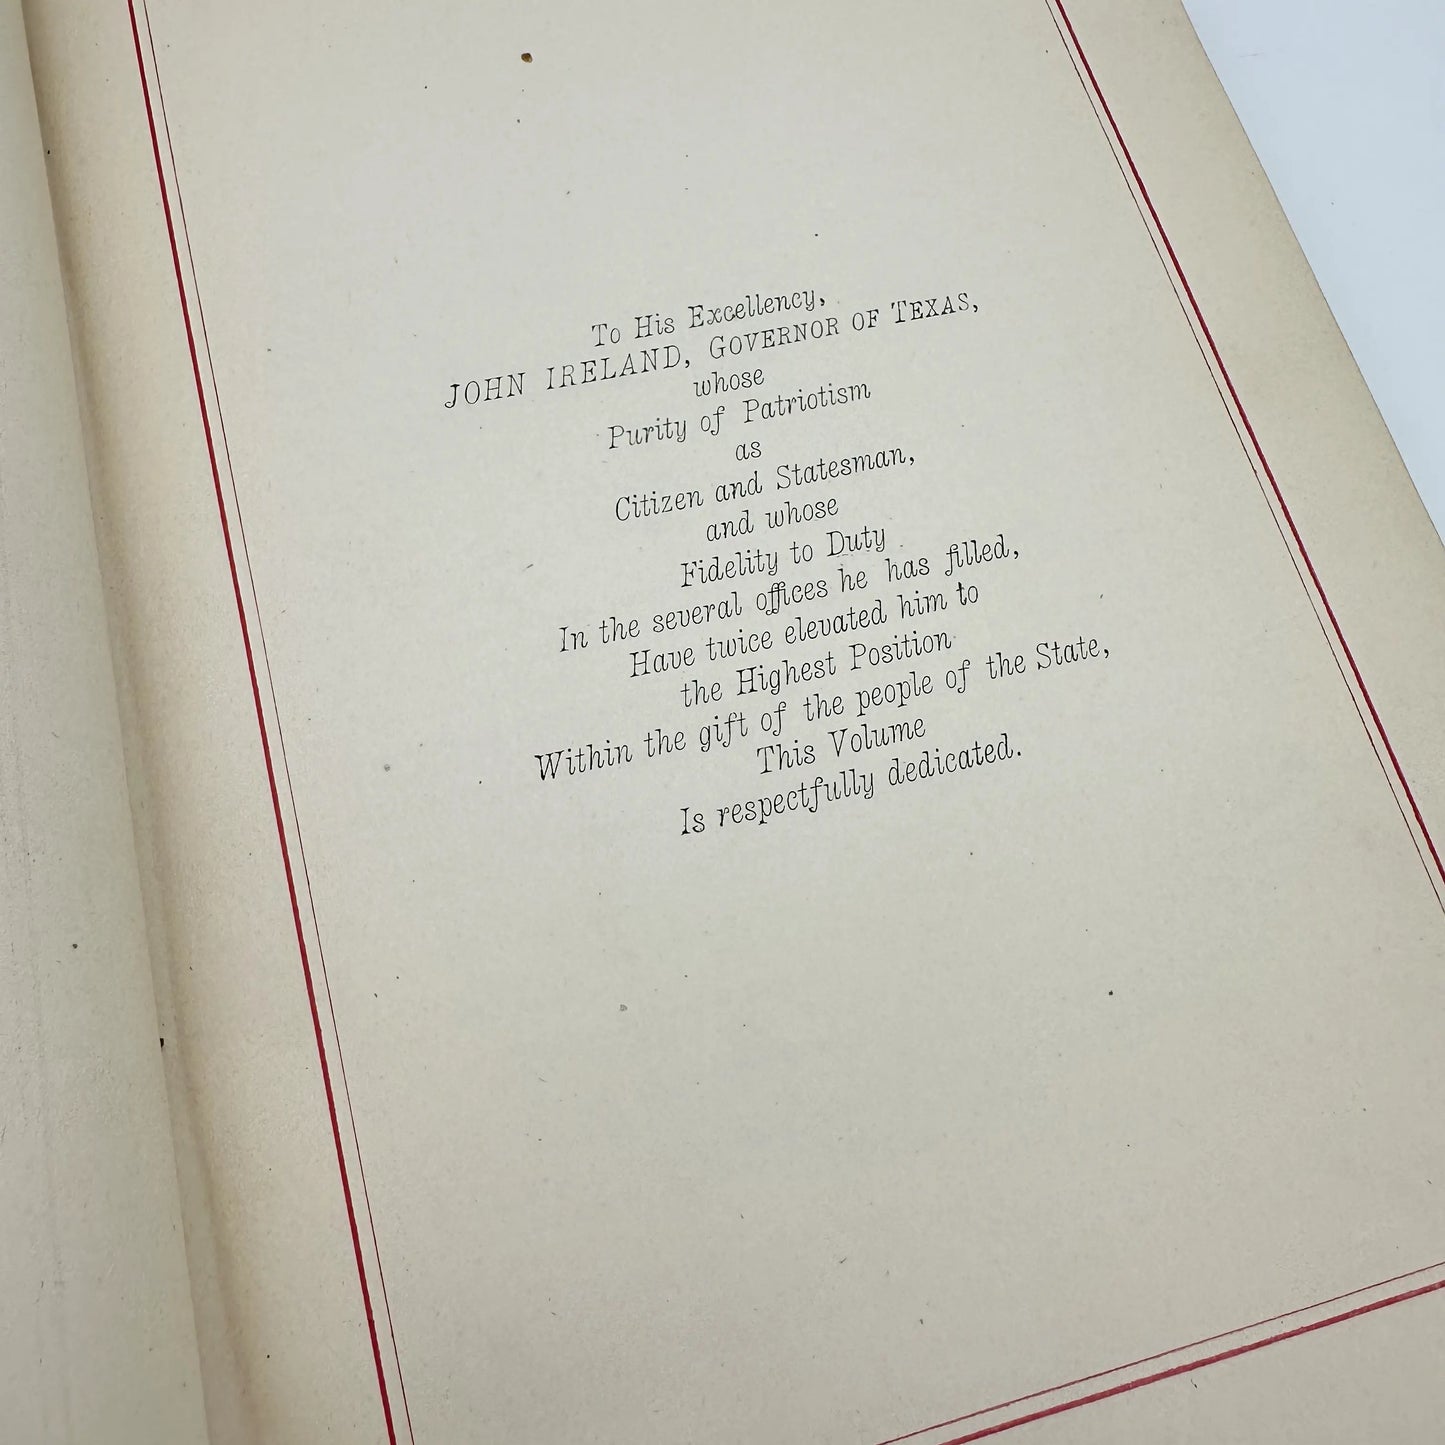 To His Excellency,
JOHN IRELAND, GOVERNOR OF TEXAS,
whose
Purity of Patriotism
as
Citizen and Statesman,
and whose
Fidelity to Duty
In the several offices he has filled,
Have twice elevated him to
the Highest Position
Within the gift of the people of the State,
This Volume
Is respectfully dedicated.